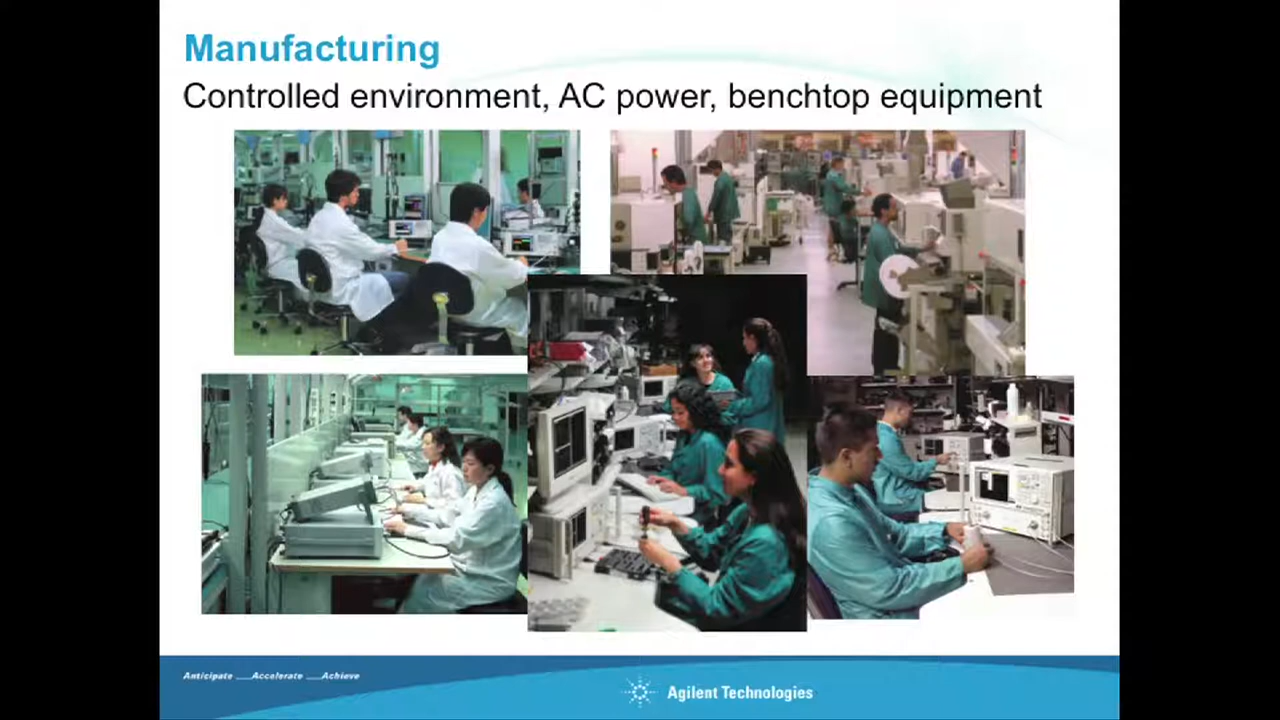 Manufacturing
Controlled environment, AC power, benchtop equipment
Anticipate ___Accelerate ___Achieve
Agilent Technologies